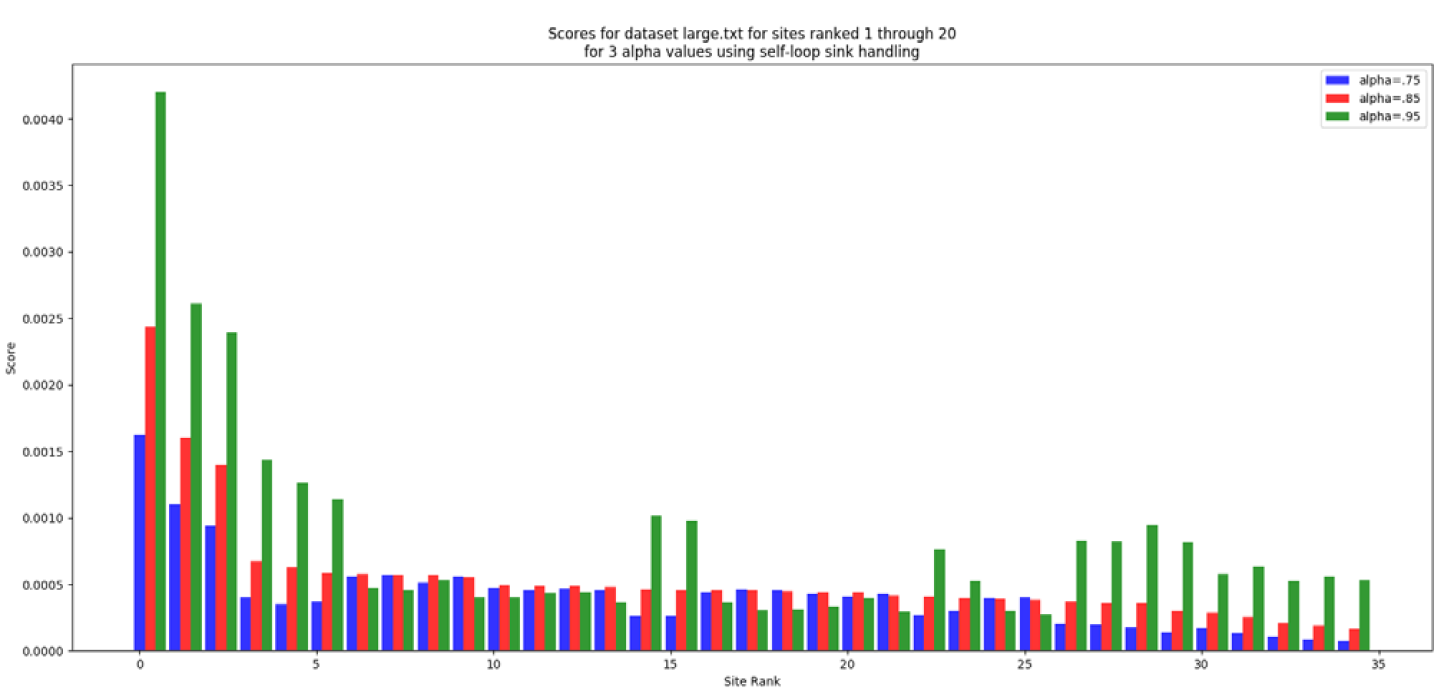 Scores for dataset large.txt for sites ranked 1 through 20
for 3 alpha values using self-loop sink handling
alpha=.75
alpha=.85
alpha=.95
0.0040
0.0035
0.0030
0.0025
0.0020
0.0015
0.0010
0.0005
0.0000
Score
0 5 10 15 20 25 30 35
Site Rank